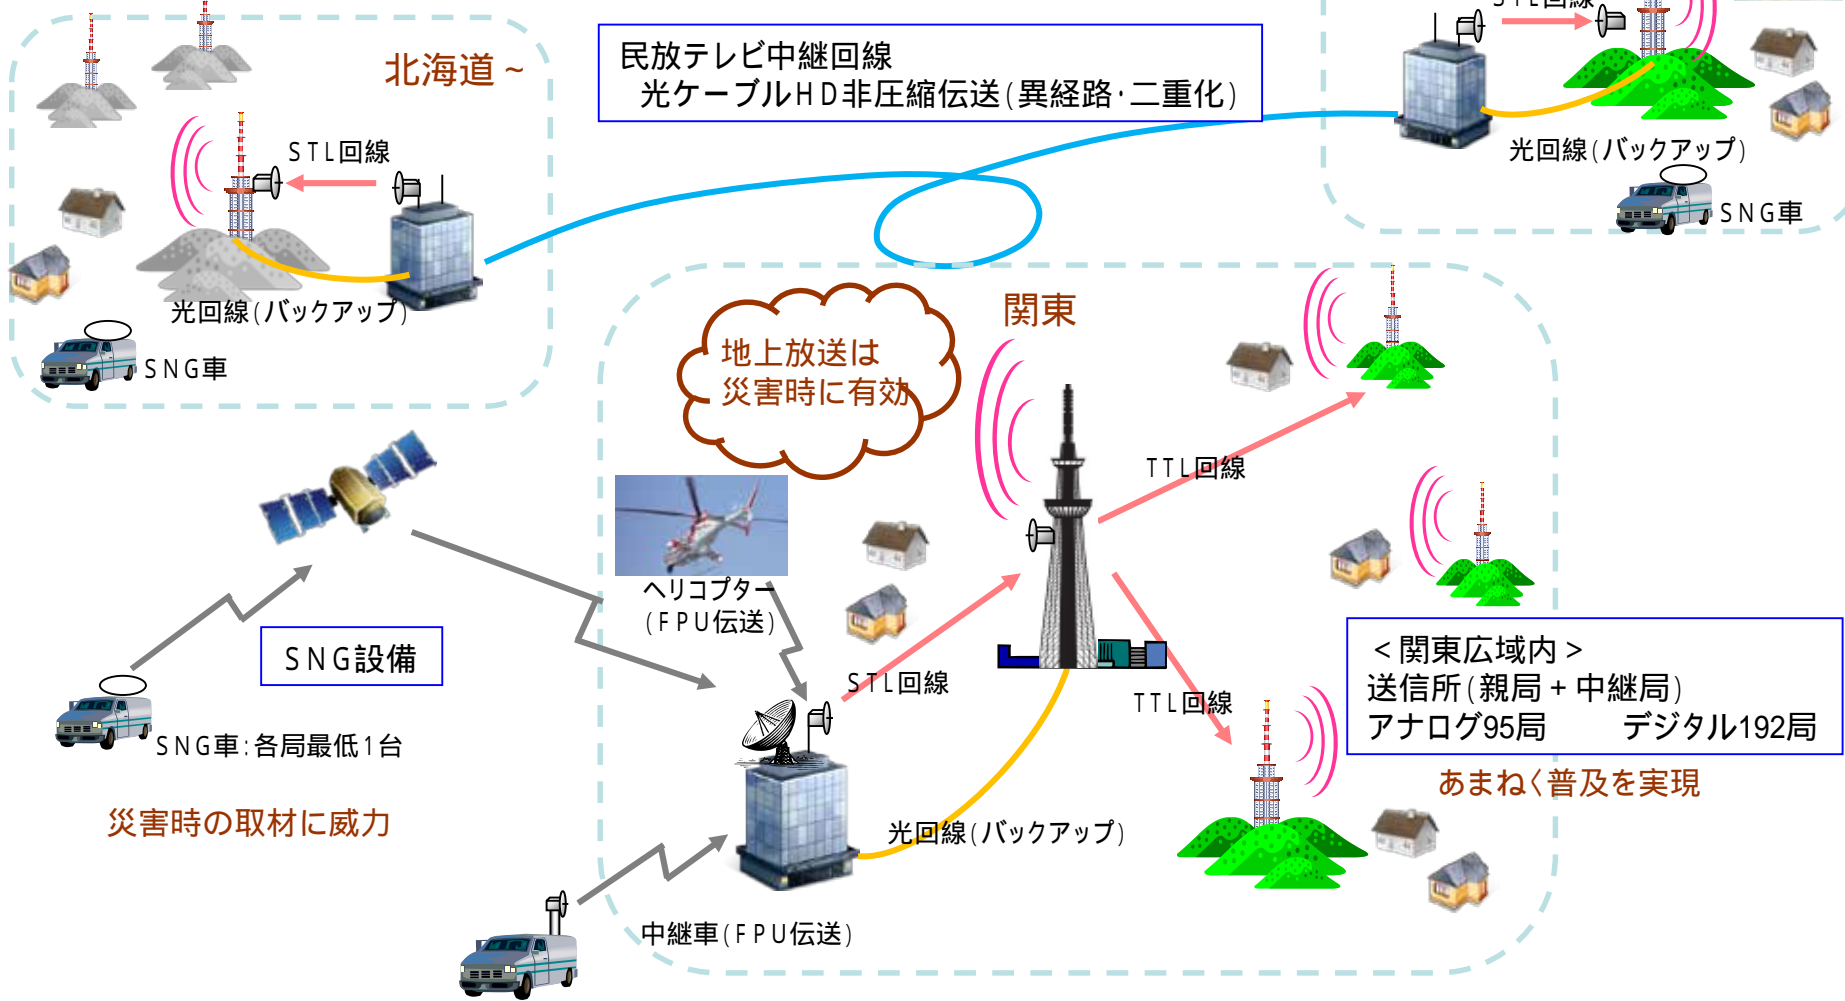 STL回線
北海道～
民放テレビ中継回線
光ケーブルHD非圧縮伝送(異経路・二重化)
STL回線
光回線(バックアップ)
SNG車
光回線(バックアップ)
SNG車
関東
地上放送は
災害時に有効
TTL回線
ヘリコプター
(FPU伝送)
SNG設備
STL回線
TTL回線
<関東広域内>
送信所(親局+中継局)
アナログ95局 デジタル192局
SNG車:各局最低1台
あまねく普及を実現
災害時の取材に威力
光回線(バックアップ)
中継車(FPU伝送)